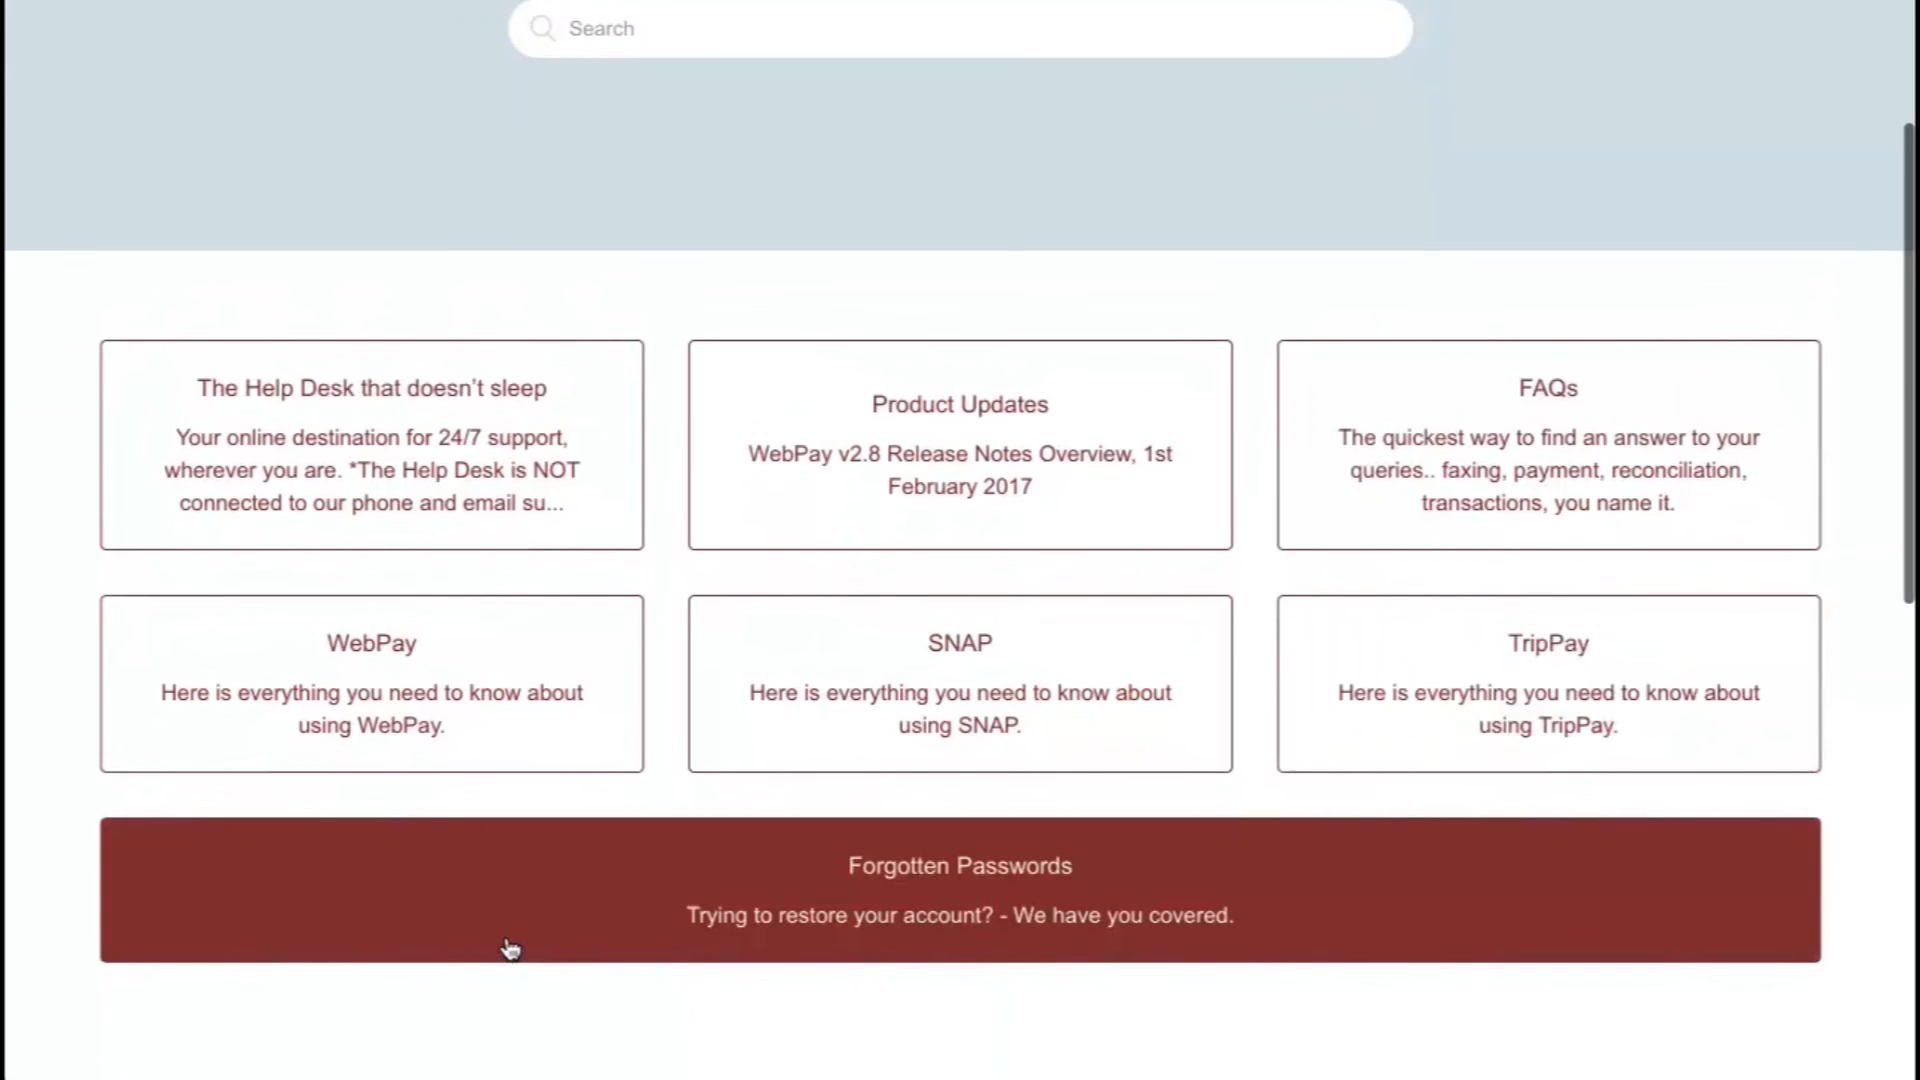 Search
The Help Desk that doesn't sleep
Your online destination for 24/7 support,
wherever you are. *The Help Desk is NOT
connected to our phone and email su...
Product Updates
WebPay v2.8 Release Notes Overview, 1st
February 2017
FAQs
The quickest way to find an answer to your
queries.. faxing, payment, reconciliation,
transactions, you name it.
WebPay
Here is everything you need to know about
using WebPay.
SNAP
Here is everything you need to know about
using SNAP.
TripPay
Here is everything you need to know about
using TripPay.
Forgotten Passwords
Trying to restore your account? - We have you covered.